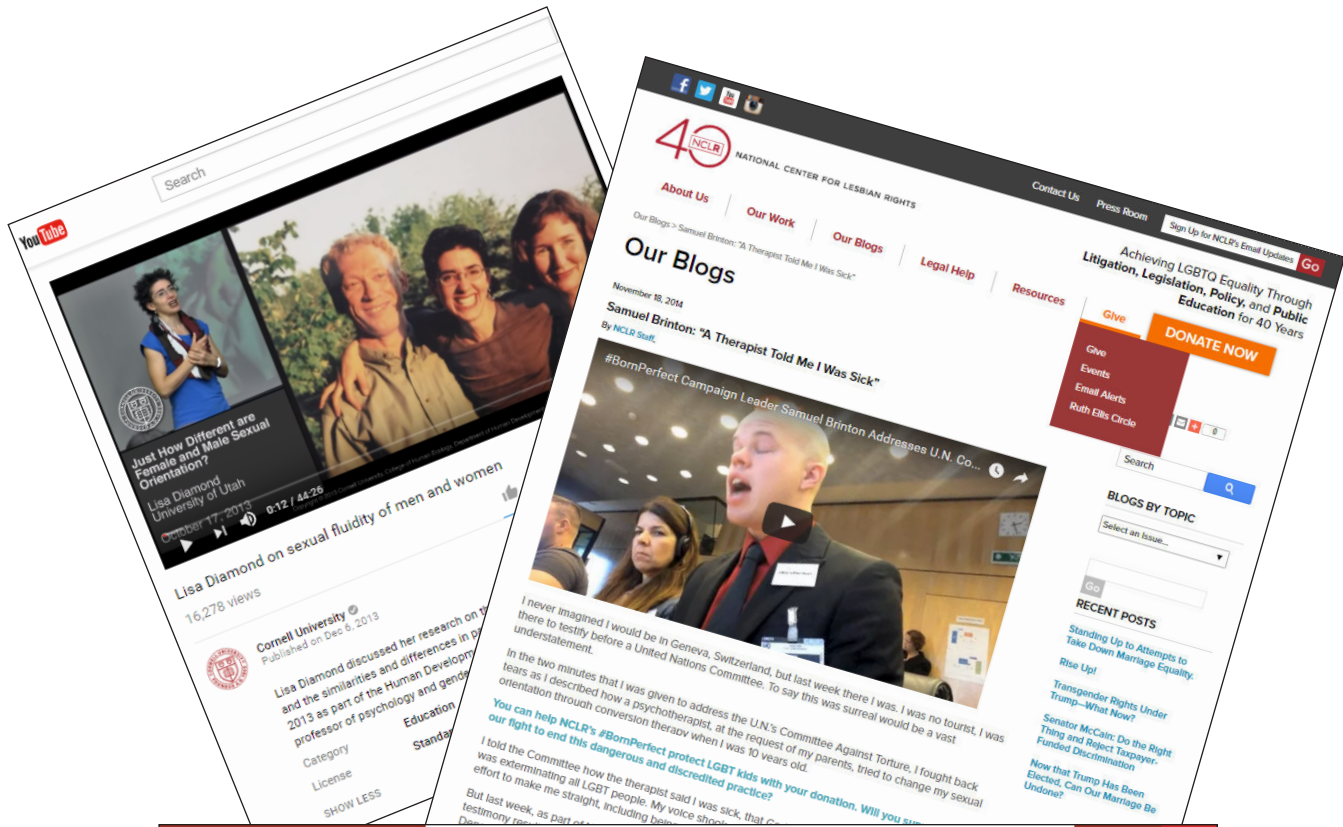 Search
YouTube
Just How Different are
Female and Male Sexual
Orientation?
Lisa Diamond
University of Utah
October 17, 2013
0:12 / 44:26
Lisa Diamond on sexual fluidity of men and women
16,278 views
Cornell University
Published on Dec 6, 2013
Lisa Diamond discussed her research on
and the similarities and differences in
2013 as part of the Human
professor of psychology and
Category
Education
License
SHOW LESS
40
NCLR
NATIONAL CENTER FOR LESBIAN RIGHTS
Contact Us
Press Room
Sign Up for NCLR's Email Updates
Go
Achieving LGBTQ Equality Through
Litigation, Legislation, Policy, and Public
Education for 40 Years
About Us
Our Work
Our Blogs
Legal Help
Resources
Give
DONATE NOW
Give
Events
Email Alerts
Ruth Ellis Circle
Our Blogs > Samuel Brinton: "A Therapist Told Me I Was Sick"
Our Blogs
November 18, 2014
Samuel Brinton: "A Therapist Told Me I Was Sick"
By NCLR Staff.
#BornPerfect Campaign Leader Samuel Brinton Addresses U.N. Co...
I never imagined I would be in Geneva, Switzerland, but last week there I was. I was no tourist, I was
there to testify before a United Nations Committee. To say this was surreal would be a vast
understatement.
In the two minutes that I was given to address the U.N.'s Committee Against Torture, I fought back
tears as I described how a psychotherapist, at the request of my parents, tried to change my sexual
orientation through conversion therapy when I was 10 years old.
You can help NCLR's #BornPerfect protect LGBT kids with your donation. Will you
our fight to end this dangerous and discredited practice?
I told the Committee how the therapist said I was sick, that
was exterminating all LGBT people. My voice
effort to make me straight, including
But last week, as part of
testimony
0
Search
BLOGS BY TOPIC
Select an Issue...
Go
RECENT POSTS
Standing Up to Attempts to
Take Down Marriage Equality.
Rise Up!
Transgender Rights Under
Trump—What Now?
Senator McCain: Do the Right
Thing and Reject Taxpayer-
Funded Discrimination
Now that Trump Has Been
Elected, Can Our Marriage Be
Undone?